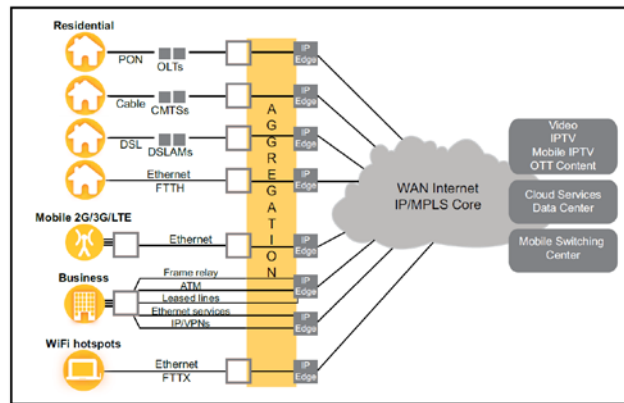 Residential
PON
OLTs
IP
Edge
Cable
CMTSs
IP
Edge
DSL
DSLAMs
IP
Edge
Ethernet
FTTH
IP
Edge
Mobile 2G/3G/LTE
Ethernet
IP
Edge
Business
Frame relay
ATM
Leased lines
Ethernet services
IP/VPNs
IP
Edge
IP
Edge
WiFi hotspots
Ethernet
FTTX
IP
Edge
AGGREGATION
WAN Internet
IP/MPLS Core
Video
IPTV
Mobile IPTV
OTT Content
Cloud Services
Data Center
Mobile Switching
Center